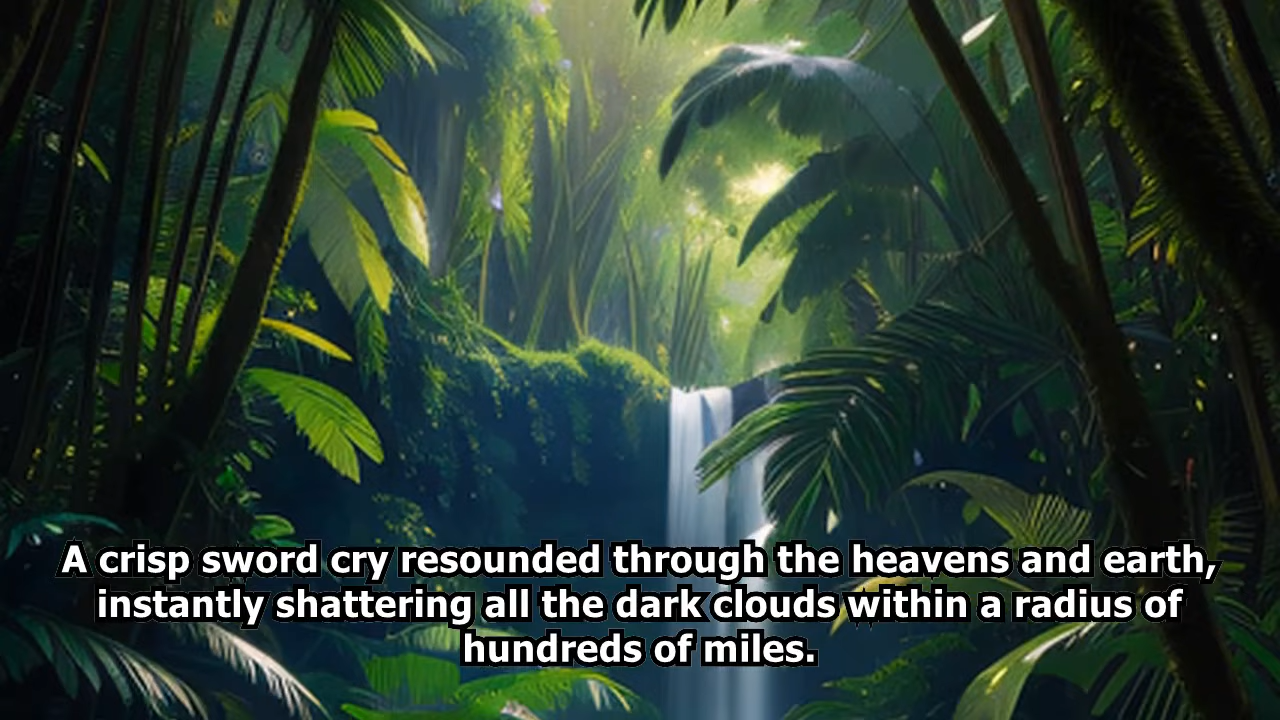 A crisp sword cry resounded through the heavens and earth,
instantly shattering all the dark clouds within a radius of
hundreds of miles.